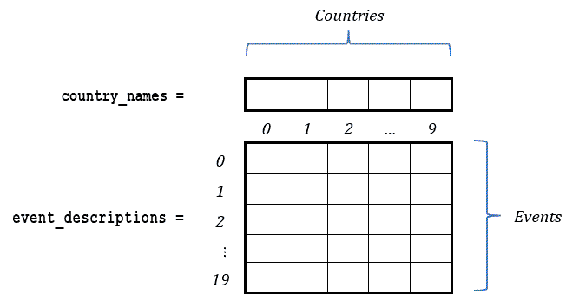 Countries
country_names =
0 1 2 … 9
0
1
event_descriptions = 2 Events
⋮
19